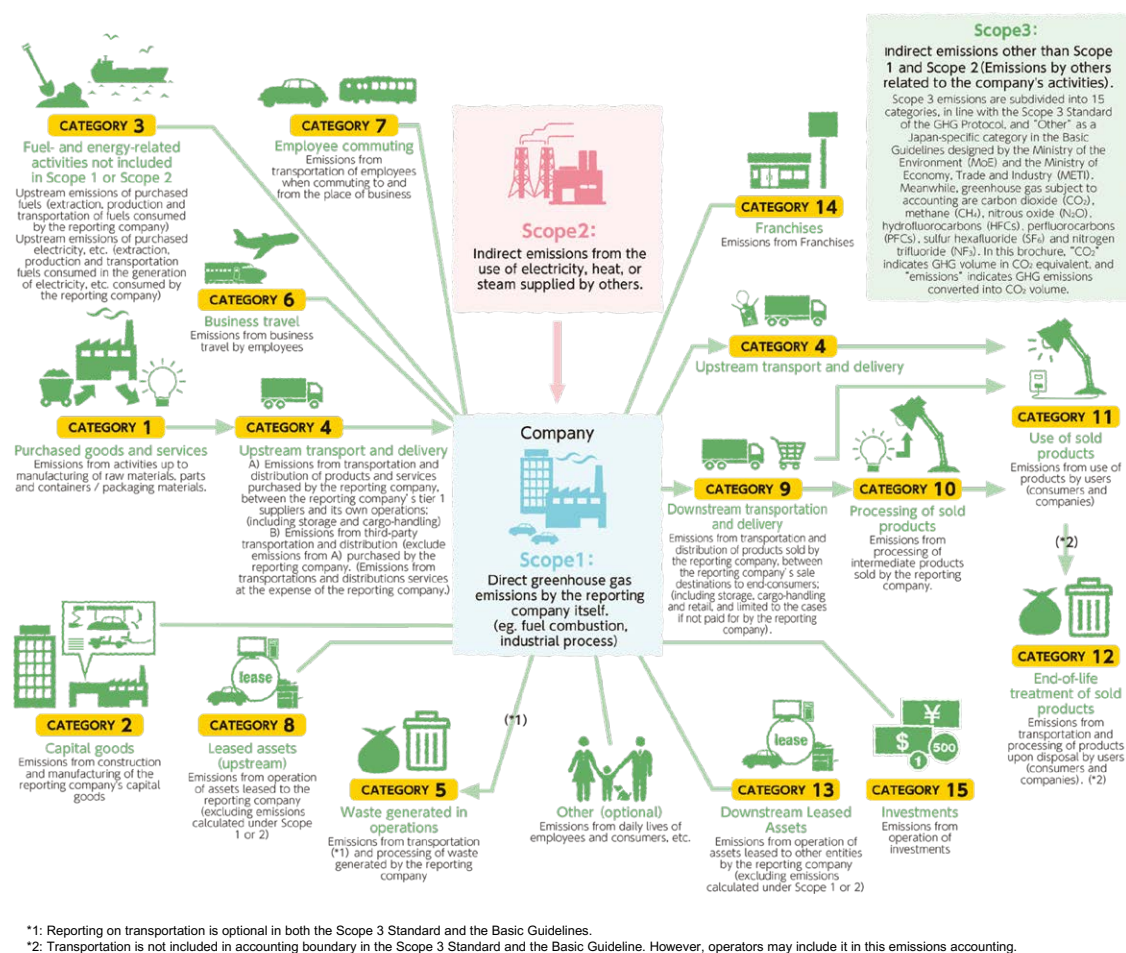 Scope3:
Indirect emissions other than Scope
1 and Scope 2(Emissions by others
related to the company's activities).
Scope 3 emissions are subdivided into 15
categories, in line with the Scope 3 Standard
of the GHG Protocol, and "Other" as a
Japan-specific category in the Basic
Guidelines designed by the Ministry of the
Environment (MoE) and the Ministry of
Economy, Trade and Industry (METI).
Meanwhile, greenhouse gas subject to
accounting are carbon dioxide (CO₂),
methane (CH₄), nitrous oxide (N₂O),
hydrofluorocarbons (HFCs), perfluorocarbons
(PFCs), sulfur hexafluoride (SF₆) and nitrogen
trifluoride (NF₃). In this brochure, "CO₂"
indicates GHG volume in CO₂ equivalent, and
"emissions" indicates GHG emissions
converted into CO₂ volume.
CATEGORY 3
Fuel- and energy-related
activities not included
in Scope 1 or Scope 2
Upstream emissions of purchased
fuels (extraction, production and
transportation of fuels consumed
by the reporting company)
Upstream emissions of purchased
electricity, etc. (extraction,
production and transportation
fuels consumed in the generation
of electricity, etc. consumed by
the reporting company)
CATEGORY 7
Employee commuting
Emissions from
transportation of employees
when commuting to and
from the place of business
Scope2:
Indirect emissions from the
use of electricity, heat, or
steam supplied by others.
CATEGORY 14
Franchises
Emissions from Franchises
CATEGORY 6
Business travel
Emissions from business
travel by employees
CATEGORY 4
Upstream transport and delivery
CATEGORY 1
Purchased goods and services
Emissions from activities up to
manufacturing of raw materials, parts
and containers / packaging materials.
CATEGORY 4
Upstream transport and delivery
A) Emissions from transportation and
distribution of products and services
purchased by the reporting company,
between the reporting company's tier 1
suppliers and its own operations;
(including storage and cargo-handling)
B) Emissions from third-party
transportation and distribution (exclude
emissions from A) purchased by the
reporting company. (Emissions from
transportations and distributions services
at the expense of the reporting company.)
Company
Scope1:
Direct greenhouse gas
emissions by the reporting
company itself.
(eg. fuel combustion,
industrial process)
CATEGORY 9
Downstream transportation
and delivery
Emissions from transportation and
distribution of products sold by
the reporting company, between
the reporting company's sale
destinations to end-consumers;
(including storage, cargo-handling
and retail, and limited to the cases
if not paid for by the reporting
company).
CATEGORY 10
Processing of sold
products
Emissions from
processing of
intermediate products
sold by the reporting
company.
CATEGORY 11
Use of sold
products
Emissions from use of
products by users
(consumers and
companies)
(*2)
CATEGORY 12
End-of-life
treatment of sold
products
Emissions from
transportation and
processing of products
upon disposal by users
(consumers and
companies). (*2)
CATEGORY 2
Capital goods
Emissions from construction
and manufacturing of the
reporting company's capital
goods
lease
CATEGORY 8
Leased assets
(upstream)
Emissions from operation
of assets leased to the
reporting company
(excluding emissions
calculated under Scope
1 or 2)
(*1)
CATEGORY 5
Waste generated in
operations
Emissions from transportation
(*1) and processing of waste
generated by the reporting
company
Other (optional)
Emissions from daily lives of
employees and consumers, etc.
lease
CATEGORY 13
Downstream Leased
Assets
Emissions from operation of
assets leased to other entities
by the reporting company
(excluding emissions
calculated under Scope 1 or 2)
¥
$
1
500
CATEGORY 15
Investments
Emissions from
operation of
investments
*1: Reporting on transportation is optional in both the Scope 3 Standard and the Basic Guidelines.
*2: Transportation is not included in accounting boundary in the Scope 3 Standard and the Basic Guideline. However, operators may include it in this emissions accounting.